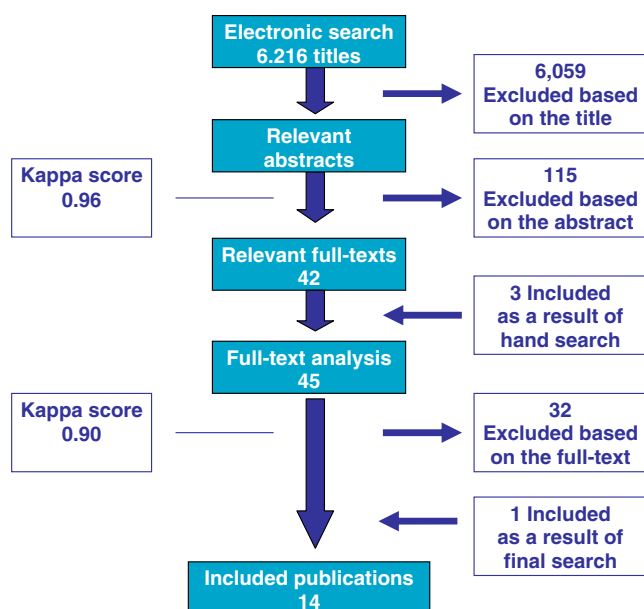 Electronic search
6.216 titles
6,059
Excluded based
on the title
Relevant
abstracts
Kappa score
0.96
115
Excluded based
on the abstract
Relevant full-texts
42
3 Included
as a result of
hand search
Full-text analysis
45
Kappa score
0.90
32
Excluded based
on the full-text
1 Included
as a result of
final search
Included publications
14